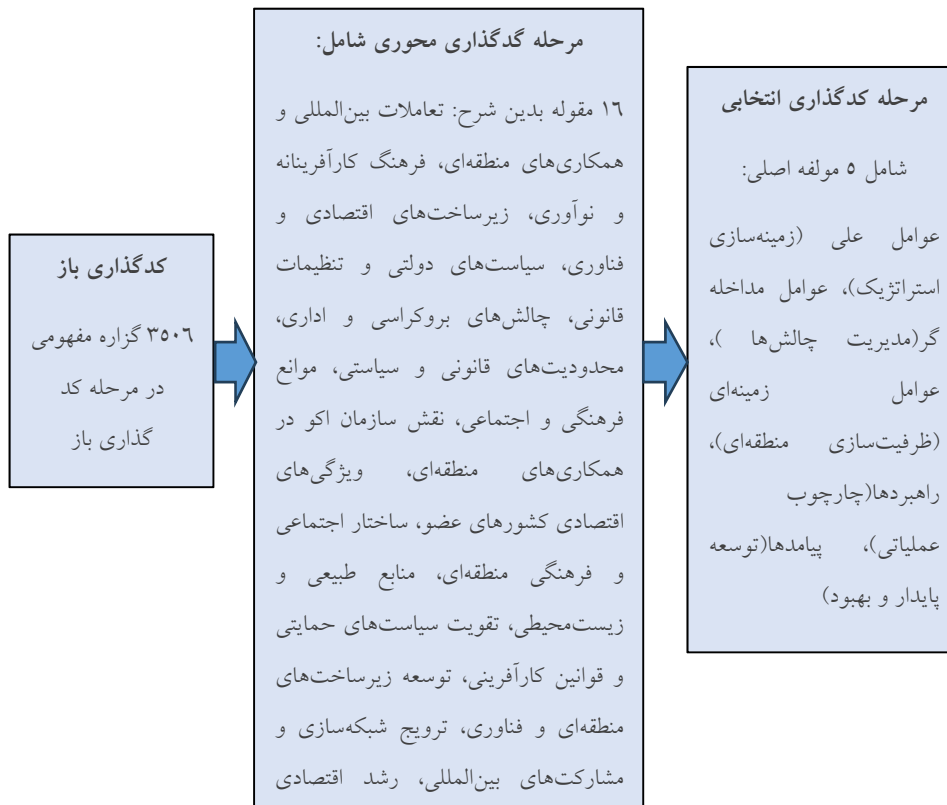 کدگذاری باز
۳۵۰۶ گزاره مفهومی
در مرحله کد
گذاری باز
مرحله گدگذاری محوری شامل:
۱۶ مقوله بدین شرح: تعاملات بین‌المللی و
همکاری‌های منطقه‌ای، فرهنگ کارآفرینانه
و نوآوری، زیرساخت‌های اقتصادی و
فناوری، سیاست‌های دولتی و تنظیمات
قانونی، چالش‌های بروکراسی و اداری،
محدودیت‌های قانونی و سیاستی، موانع
فرهنگی و اجتماعی، نقش سازمان اکو در
همکاری‌های منطقه‌ای، ویژگی‌های
اقتصادی کشورهای عضو، ساختار اجتماعی
و فرهنگی منطقه‌ای، منابع طبیعی و
زیست‌محیطی، تقویت سیاست‌های حمایتی
و قوانین کارآفرینی، توسعه زیرساخت‌های
منطقه‌ای و فناوری، ترویج شبکه‌سازی و
مشارکت‌های بین‌المللی، رشد اقتصادی
مرحله کدگذاری انتخابی
شامل ۵ مولفه اصلی:
عوامل علی (زمینه‌سازی
استراتژیک)، عوامل مداخله
گر(مدیریت چالش‌ها )،
عوامل زمینه‌ای
(ظرفیت‌سازی منطقه‌ای)،
راهبردها(چارچوب
عملیاتی)، پیامدها(توسعه
پایدار و بهبود)